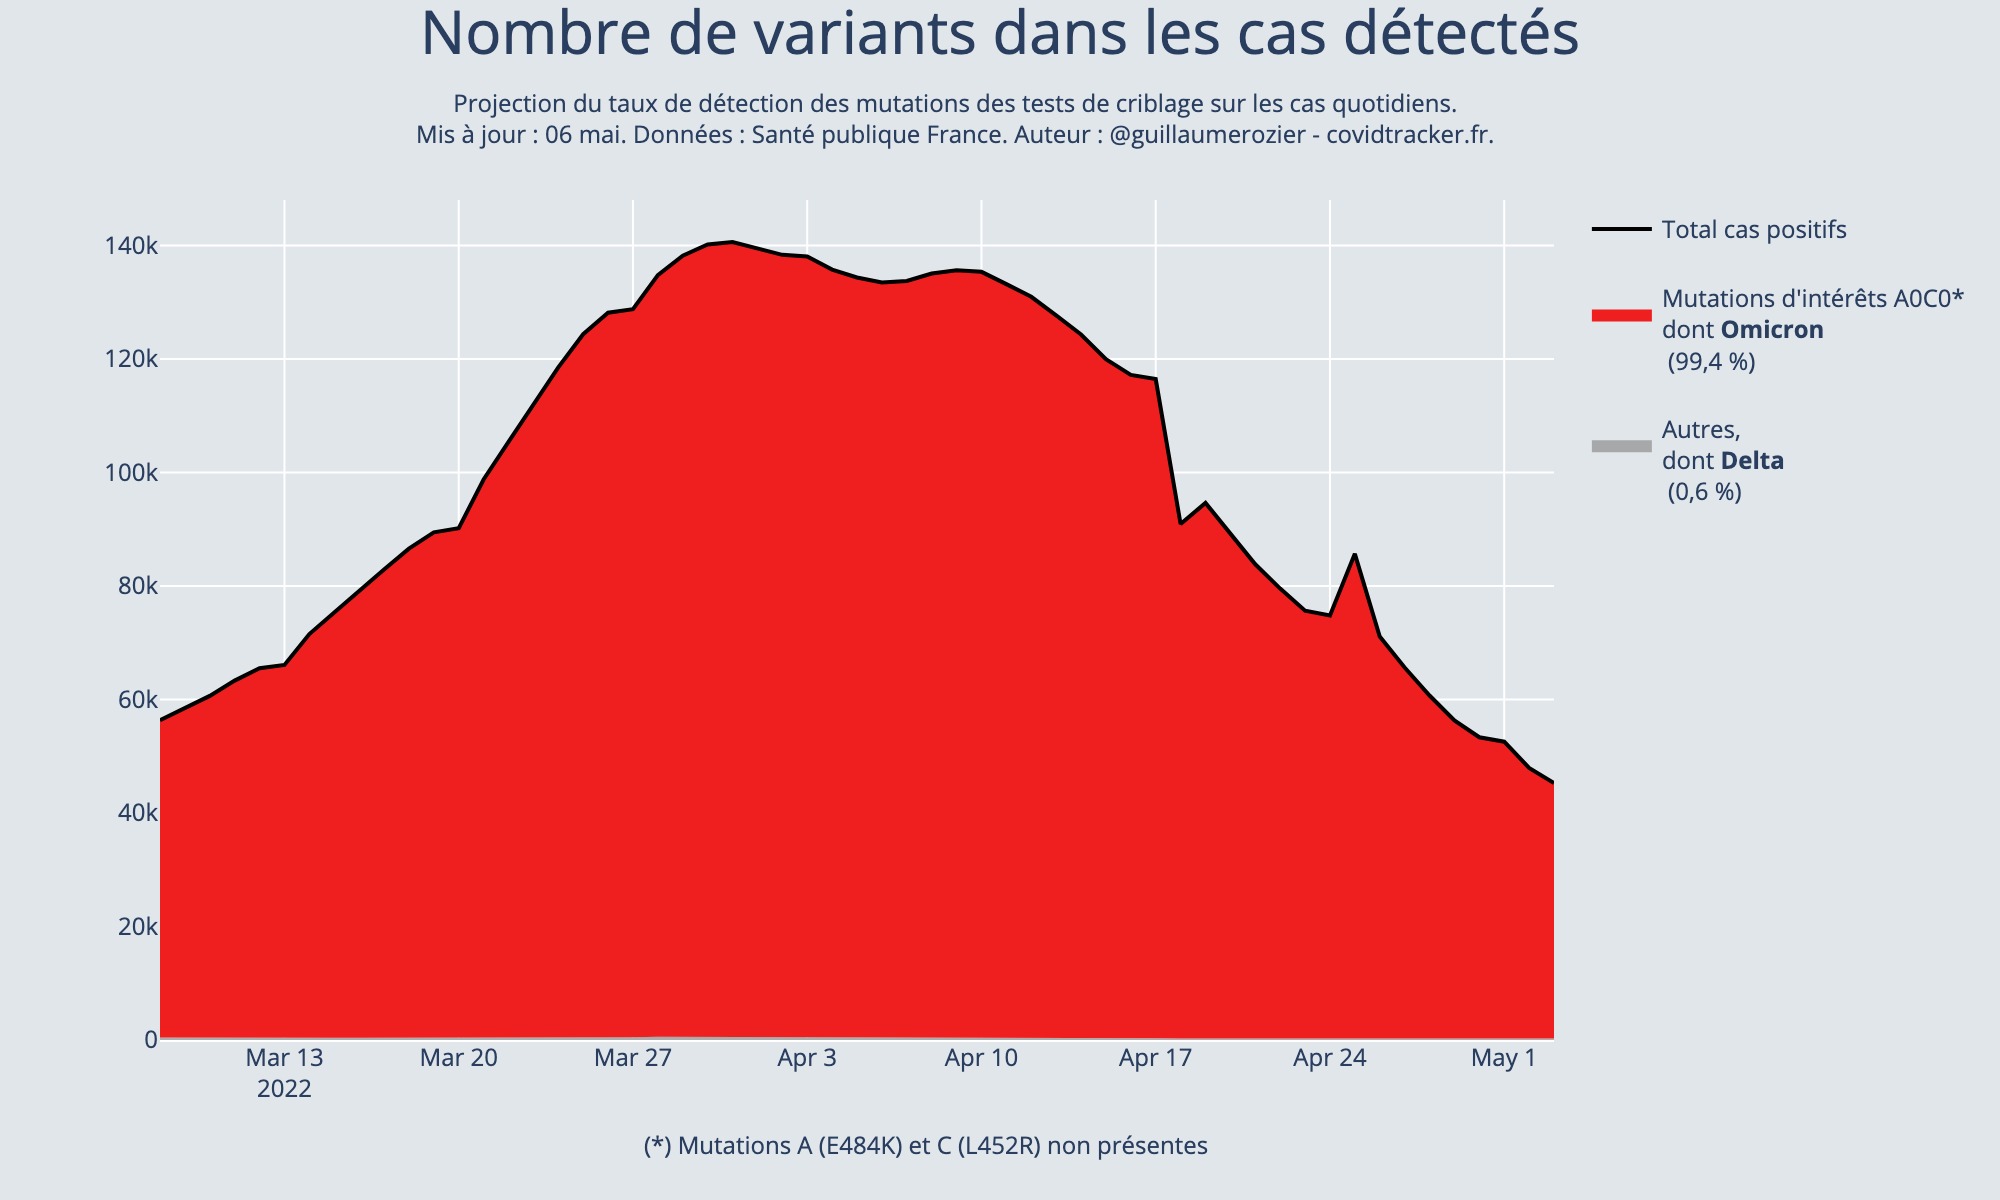 Nombre de variants dans les cas détectés
Projection du taux de détection des mutations des tests de criblage sur les cas quotidiens.
Mis à jour : 06 mai. Données : Santé publique France. Auteur : @guillaumerozier - covidtracker.fr.
140k
120k
100k
80k
60k
40k
20k
0
Mar 13
2022
Mar 20
Mar 27
Apr 3
Apr 10
Apr 17
Apr 24
May 1
Total cas positifs
Mutations d'intérêts A0C0*
dont Omicron
(99,4 %)
Autres,
dont Delta
(0,6 %)
(*) Mutations A (E484K) et C (L452R) non présentes